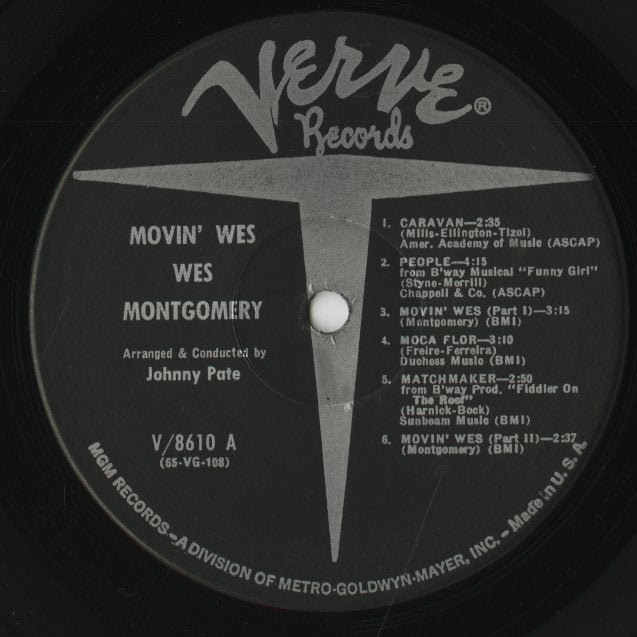 VERVE ®
Records
MOVIN' WES
WES
MONTGOMERY
Arranged & Conducted by
Johnny Pate
V/8610 A
(65-VG-108)
1. CARAVAN—2:35
(Mills-Ellington-Tizol)
Amer. Academy of Music (ASCAP)
2. PEOPLE—4:15
from B'way Musical "Funny Girl"
(Styne-Merrill)
Chappell & Co. (ASCAP)
3. MOVIN' WES (Part I)—3:15
(Montgomery) (BMI)
4. MOCA FLOR—3:10
(Freire-Ferreira)
Duchess Music (BMI)
5. MATCHMAKER—2:50
from B'way Prod. "Fiddler On
The Roof"
(Harnick-Bock)
Sunbeam Music (BMI)
6. MOVIN' WES (Part II)—2:37
(Montgomery) (BMI)
MGM RECORDS—A DIVISION OF METRO-GOLDWYN-MAYER, INC. – Made in U. S. A.